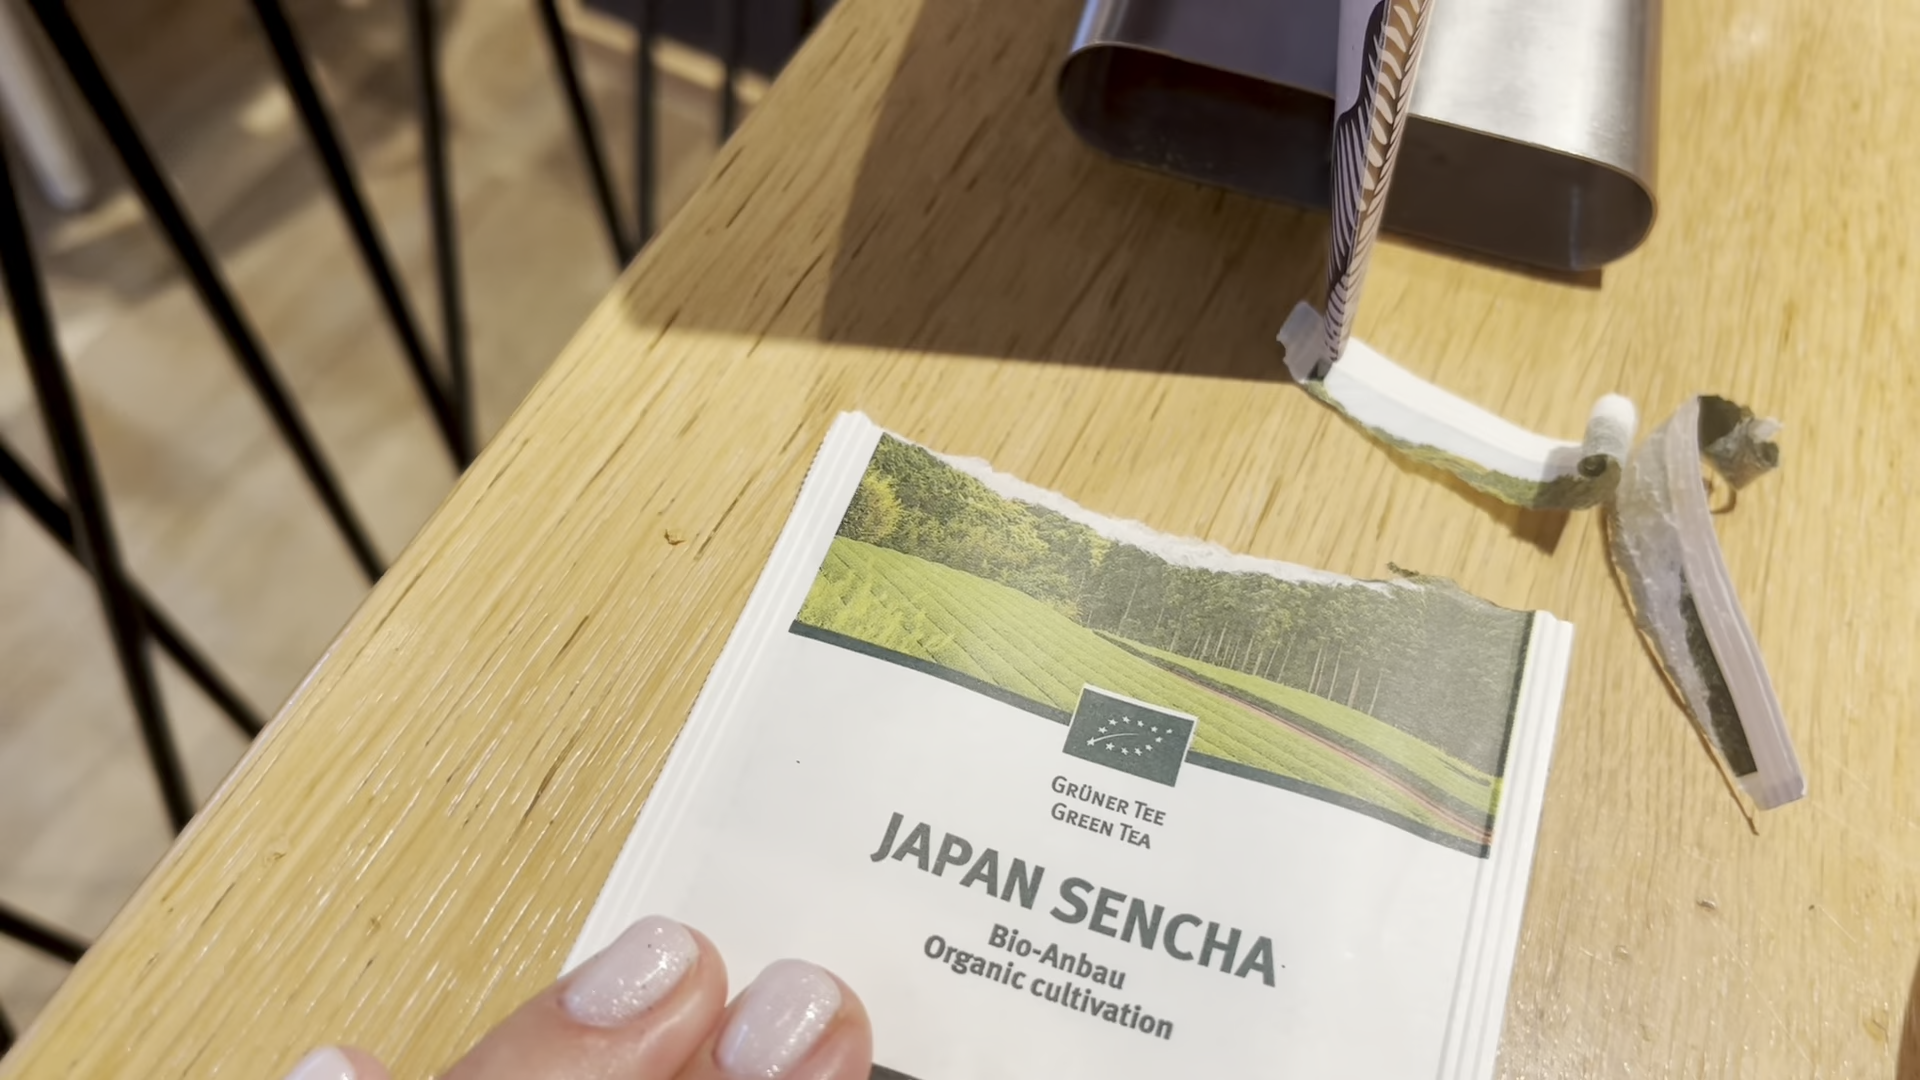 GRÜNER TEE
GREEN TEA
JAPAN SENCHA
Bio-Anbau
Organic cultivation